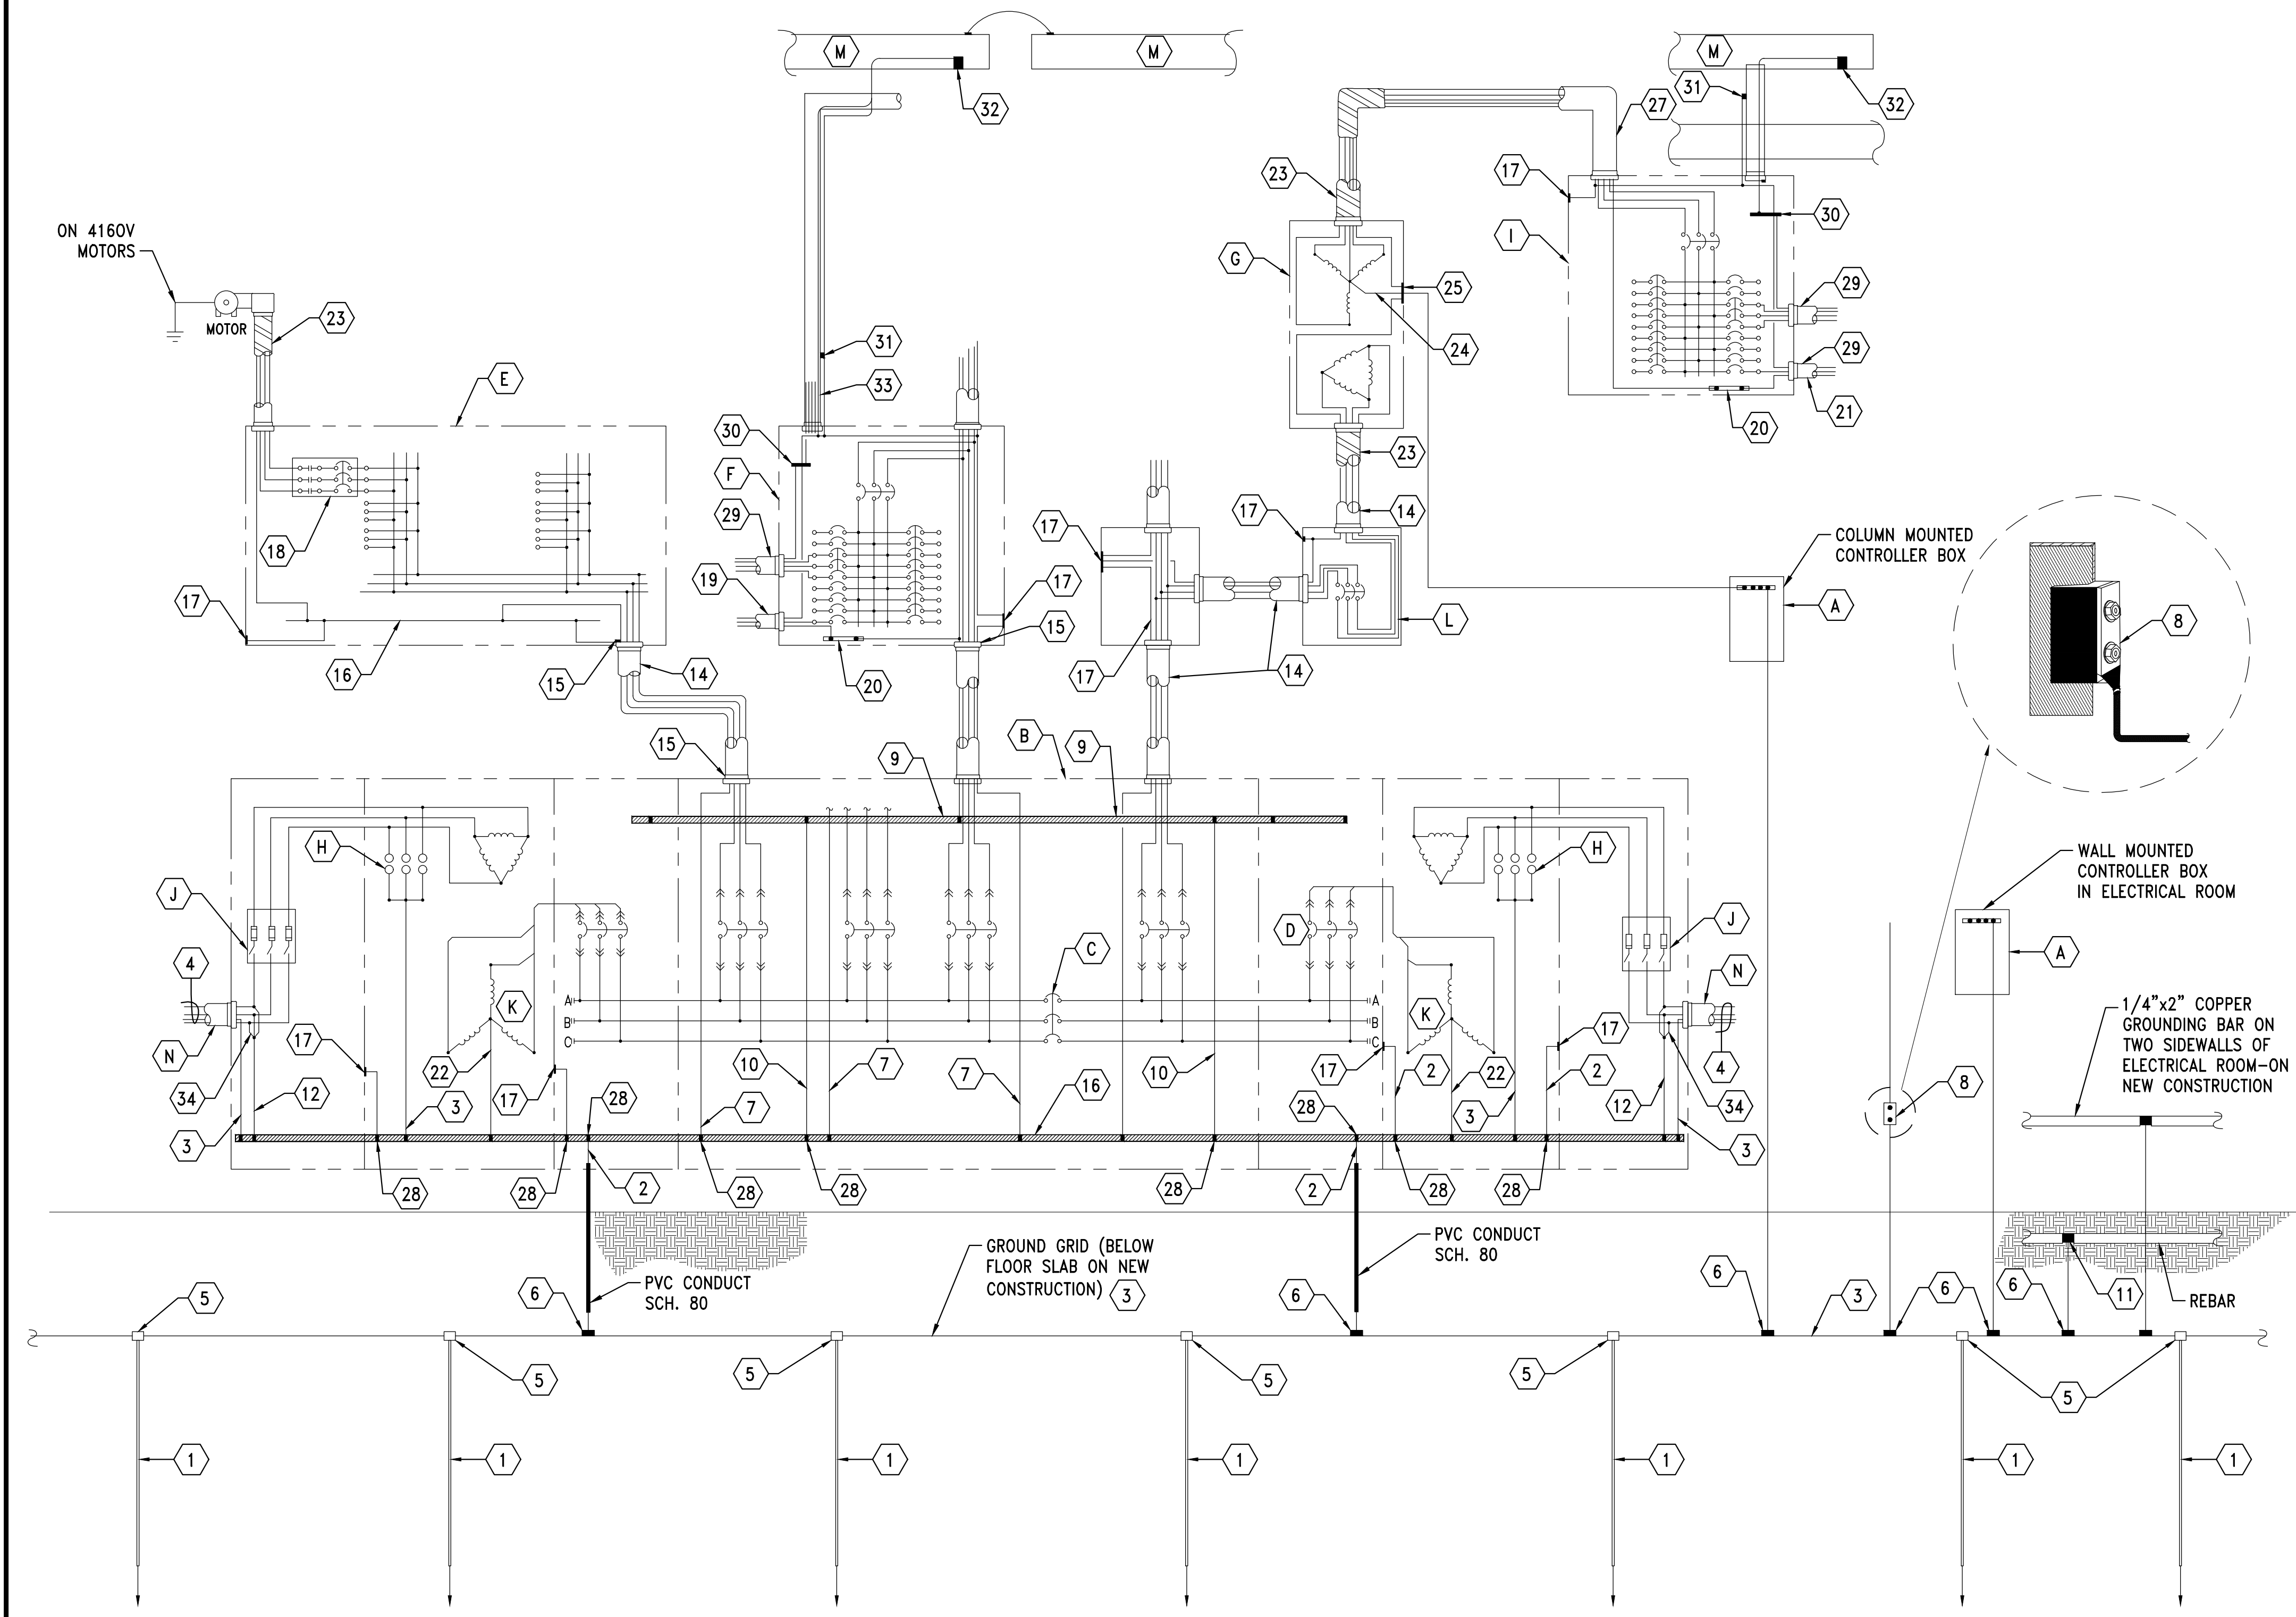 M
M
M
32
31
32
27
23
17
30
I
G
25
29
ON 4160V
MOTORS
MOTOR
23
31
24
29
33
21
E
20
30
23
F
14
17
17
COLUMN MOUNTED
CONTROLLER BOX
29
18
19
17
17
A
L
8
15
16
15
14
20
17
14
15
9
B
9
H
H
WALL MOUNTED
CONTROLLER BOX
IN ELECTRICAL ROOM
J
J
D
C
4
N
A
K
A
A
K
B
B
1/4"x2" COPPER
GROUNDING BAR ON
TWO SIDEWALLS OF
ELECTRICAL ROOM-ON
NEW CONSTRUCTION
N
17
C
C
17
4
34
12
22
17
10
7
7
16
10
17
2
22
2
12
34
8
3
3
28
28
3
3
28
28
2
28
28
28
2
28
28
GROUND GRID (BELOW
FLOOR SLAB ON NEW
CONSTRUCTION) 3
PVC CONDUCT
SCH. 80
PVC CONDUCT
SCH. 80
5
6
6
6
3
6
6
11
REBAR
5
5
5
5
5
1
1
1
1
1
1
1